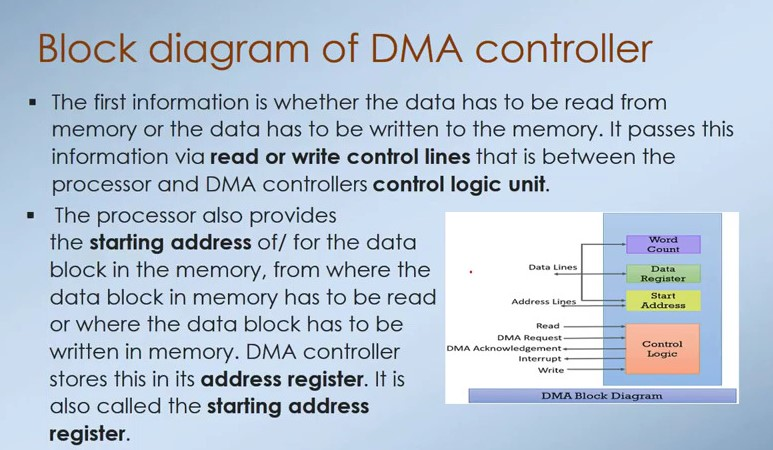 Block diagram of DMA controller
▪ The first information is whether the data has to be read from
memory or the data has to be written to the memory. It passes this
information via read or write control lines that is between the
processor and DMA controllers control logic unit.
▪ The processor also provides
the starting address of/ for the data
block in the memory, from where the
data block in memory has to be read
or where the data block has to be
written in memory. DMA controller
stores this in its address register. It is
also called the starting address
register.
Word
Count
Data Lines
Data
Register
Address Lines
Start
Address
Read
DMA Request
DMA Acknowledgement
Interrupt
Write
Control
Logic
DMA Block Diagram